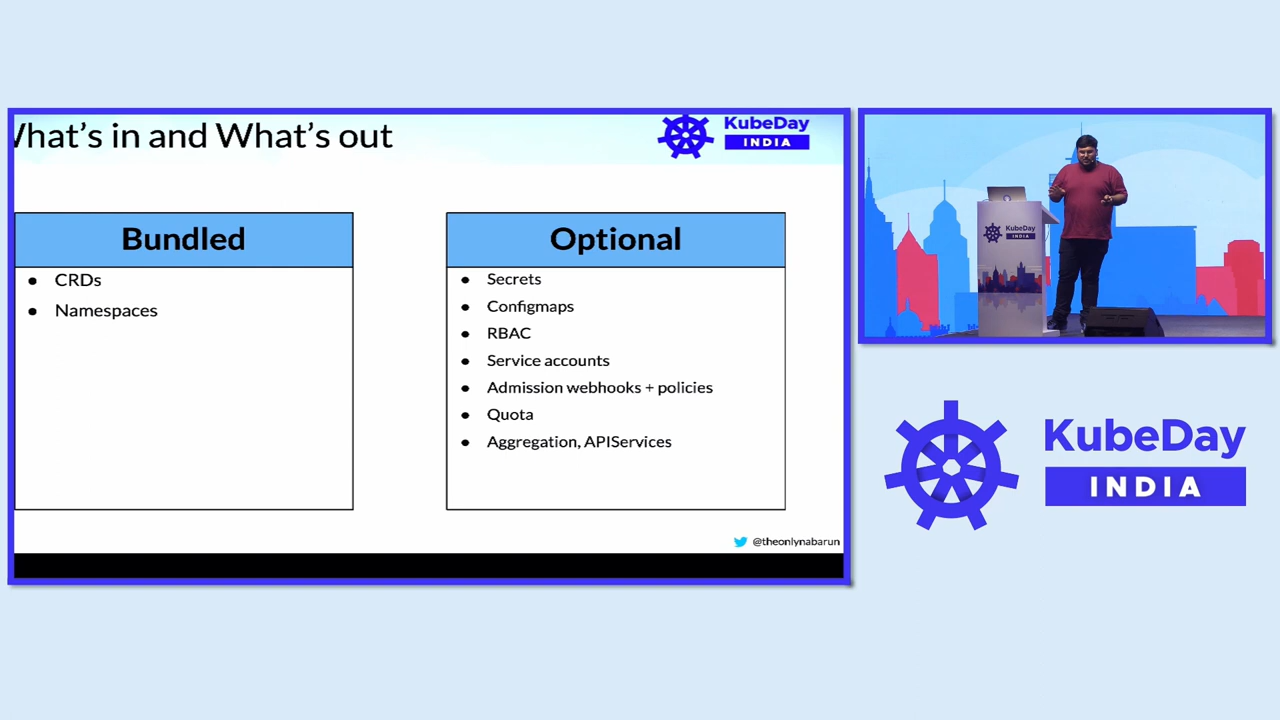 What's in and What's out
KubeDay
INDIA
Bundled
CRDs
Namespaces
Optional
Secrets
Configmaps
RBAC
Service accounts
Admission webhooks + policies
Quota
Aggregation, APIServices
@theonlynabarun
KubeDay
INDIA
KubeDay
INDIA